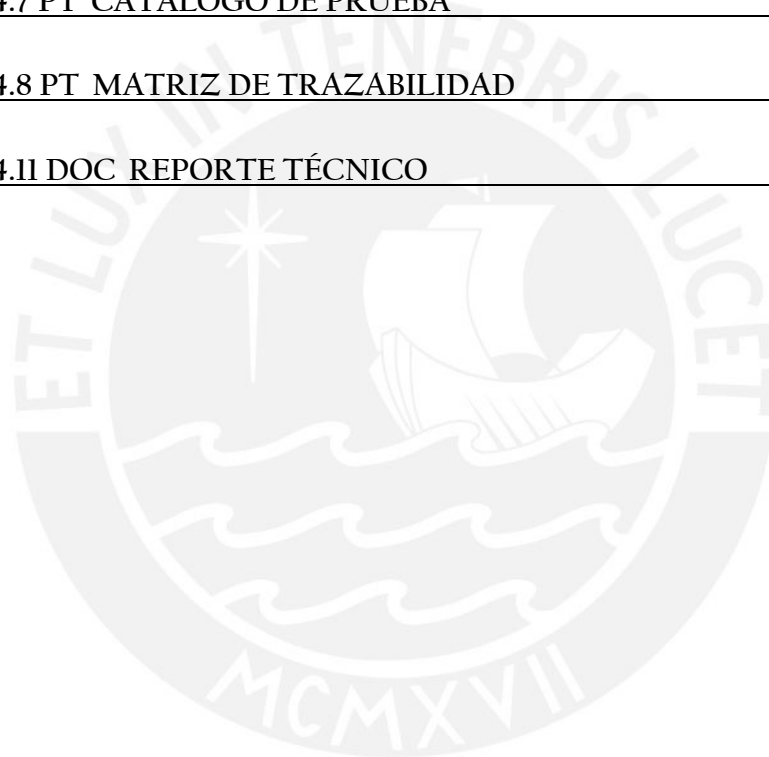 4.7 PT CATÁLOGO DE PRUEBA
4.8 PT MATRIZ DE TRAZABILIDAD
4.11 DOC REPORTE TÉCNICO
ET LUX IN TENEBRIS LUCET
MCMXVII